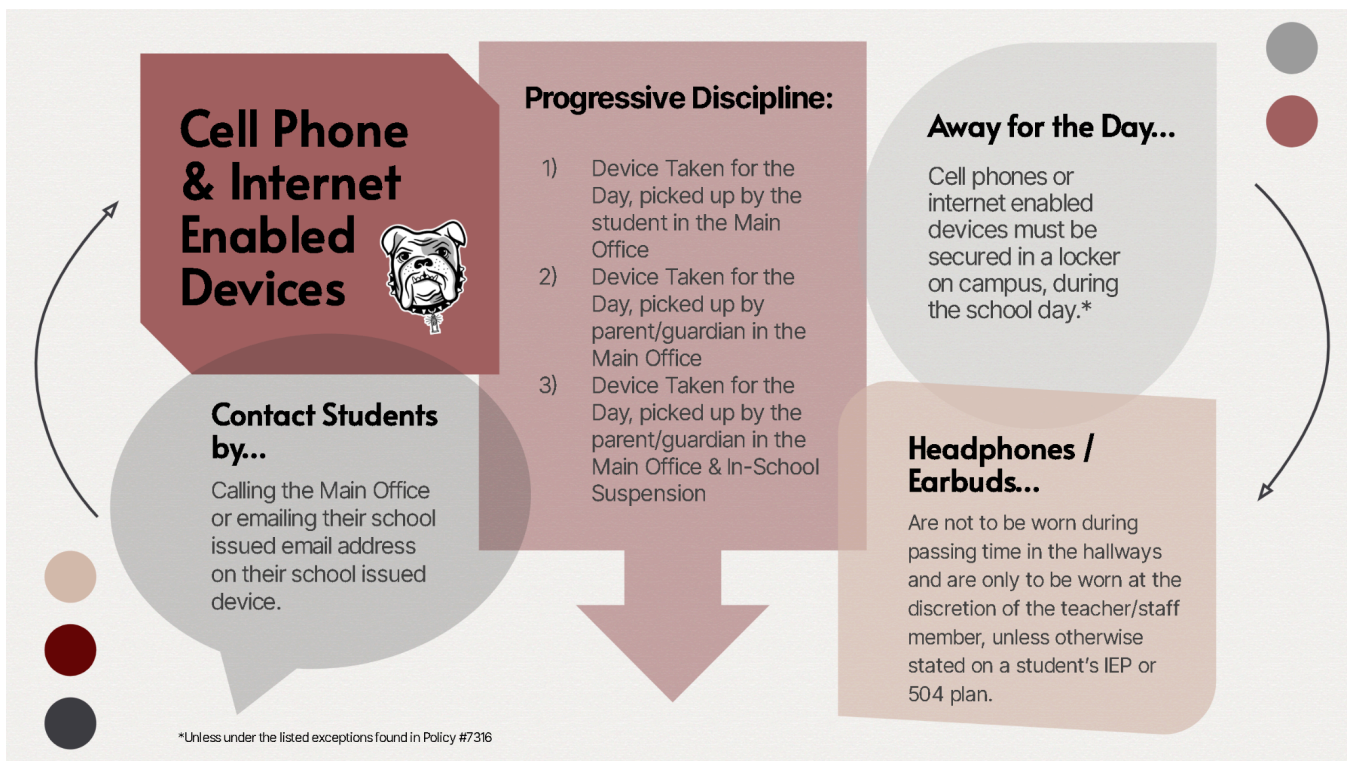 Cell Phone
& Internet
Enabled
Devices
Contact Students
by...
Calling the Main Office
or emailing their school
issued email address
on their school issued
device.
Progressive Discipline:
1) Device Taken for the
Day, picked up by the
student in the Main
Office
2) Device Taken for the
Day, picked up by
parent/guardian in the
Main Office
3) Device Taken for the
Day, picked up by the
parent/guardian in the
Main Office & In-School
Suspension
Away for the Day...
Cell phones or
internet enabled
devices must be
secured in a locker
on campus, during
the school day.*
Headphones /
Earbuds...
Are not to be worn during
passing time in the hallways
and are only to be worn at the
discretion of the teacher/staff
member, unless otherwise
stated on a student's IEP or
504 plan.
*Unless under the listed exceptions found in Policy #7316